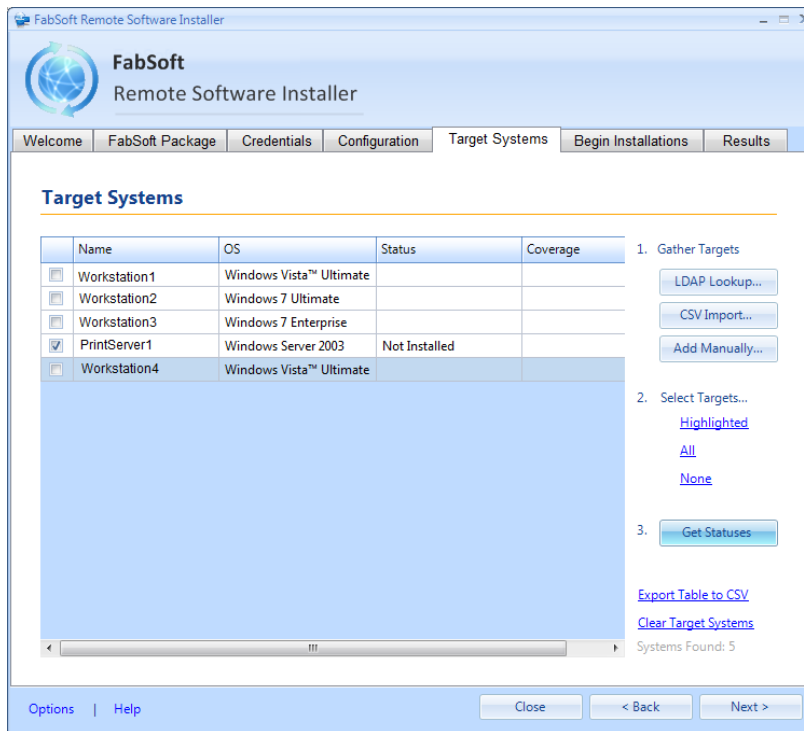 FabSoft Remote Software Installer
FabSoft
Remote Software Installer
Welcome FabSoft Package Credentials Configuration Target Systems Begin Installations Results
Target Systems
Name OS Status Coverage
Workstation1 Windows Vista™ Ultimate
Workstation2 Windows 7 Ultimate
Workstation3 Windows 7 Enterprise
PrintServer1 Windows Server 2003 Not Installed
Workstation4 Windows Vista™ Ultimate
1. Gather Targets
LDAP Lookup...
CSV Import...
Add Manually...
2. Select Targets...
Highlighted
All
None
3. Get Statuses
Export Table to CSV
Clear Target Systems
Systems Found: 5
Options | Help Close < Back Next >